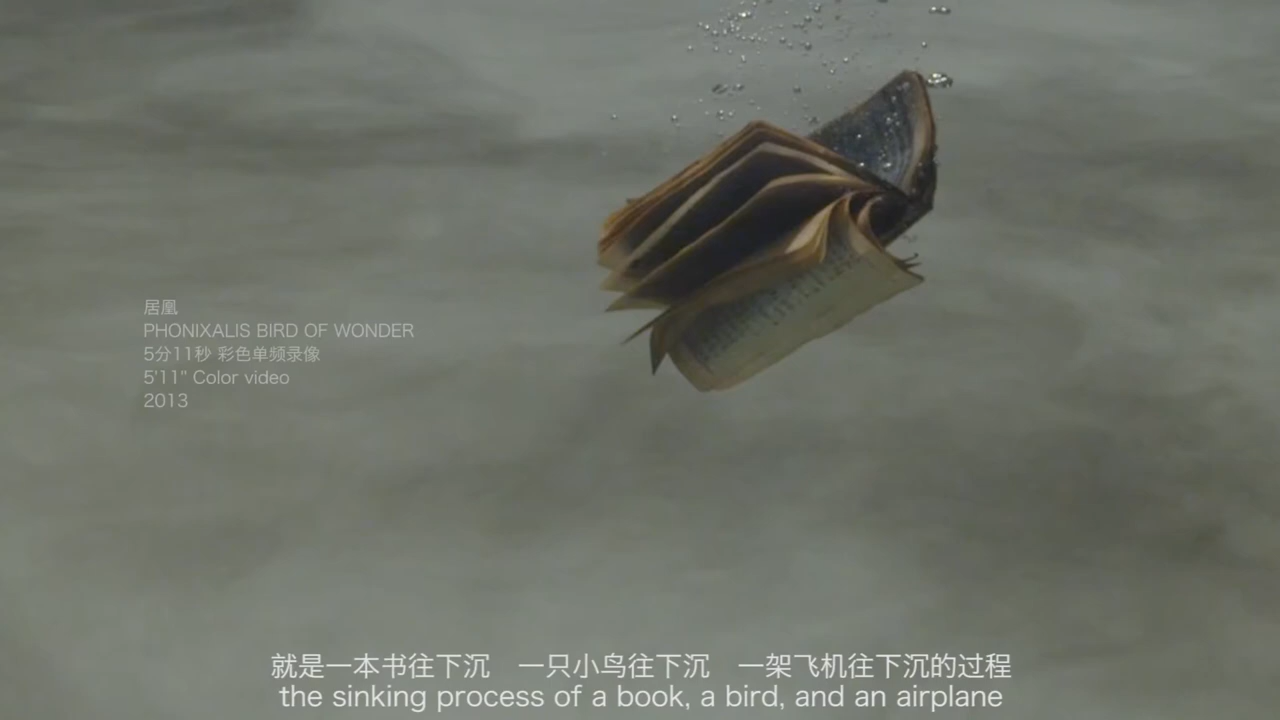 居凰
PHONIXALIS BIRD OF WONDER
5分11秒 彩色单频录像
5'11" Color video
2013
就是一本书往下沉 一只小鸟往下沉 一架飞机往下沉的过程
the sinking process of a book, a bird, and an airplane